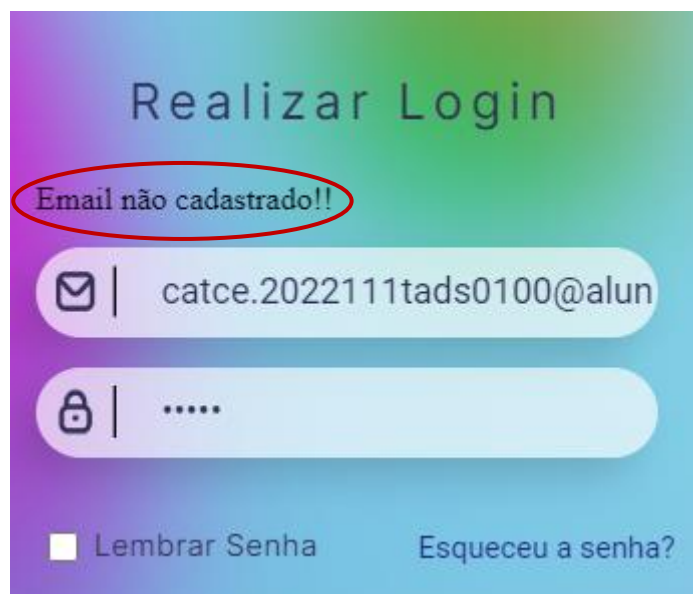 Realizar Login
Email não cadastrado!!
catce.2022111tads0100@alun
•••••
Lembrar Senha
Esqueceu a senha?